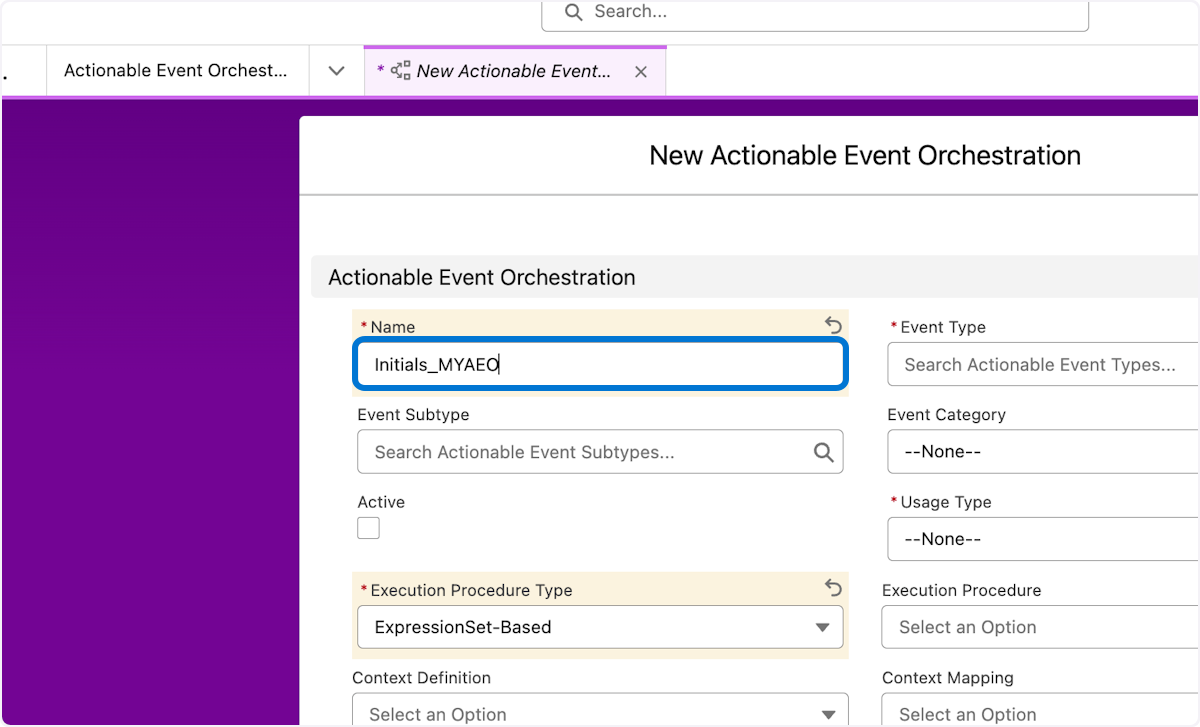 Search...
. Actionable Event Orchest... * New Actionable Event...
New Actionable Event Orchestration
Actionable Event Orchestration
* Name
Initials_MYAEO
* Event Type
Search Actionable Event Types...
Event Subtype
Search Actionable Event Subtypes...
Event Category
--None--
Active
* Usage Type
--None--
* Execution Procedure Type
ExpressionSet-Based
Execution Procedure
Select an Option
Context Definition
Select an Option
Context Mapping
Select an Option